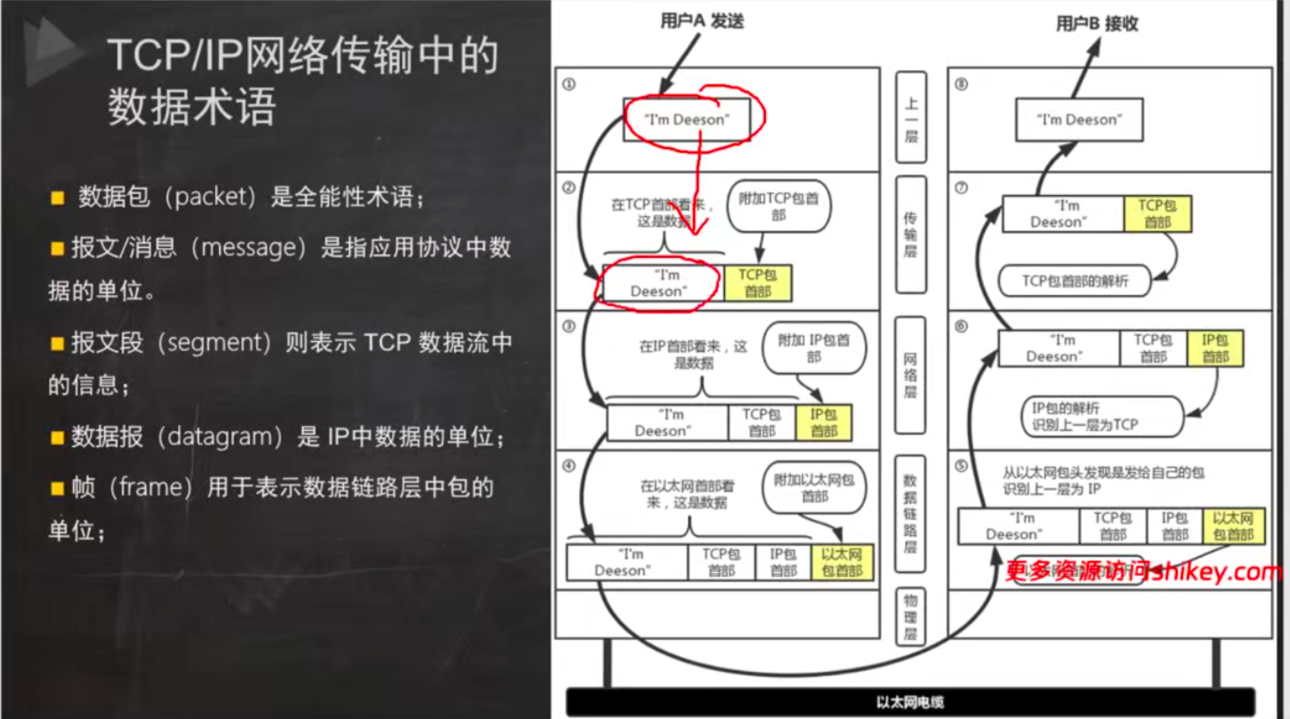 TCP/IP网络传输中的
数据术语
数据包（packet）是全能性术语；
报文/消息（message）是指应用协议中数
据的单位。
报文段（segment）则表示 TCP 数据流中
的信息；
数据报（datagram）是 IP中数据的单位；
帧（frame）用于表示数据链路层中包的
单位；
用户A 发送
①
"I'm Deeson"
②
在TCP首部看来，
这是数据
附加TCP包首
部
"I'm
Deeson"
TCP包
首部
③
在IP首部看来，这
是数据
附加 IP包首
部
"I'm
Deeson"
TCP包
首部
IP包
首部
④
在以太网首部看
来，这是数据
附加以太网包
首部
"I'm
Deeson"
TCP包
首部
IP包
首部
以太网
包首部
上一层
传输层
网络层
数据链路层
物理层
用户B 接收
⑧
"I'm Deeson"
⑦
"I'm
Deeson"
TCP包
首部
TCP包首部的解析
⑥
"I'm
Deeson"
TCP包
首部
IP包
首部
IP包的解析
识别上一层为TCP
⑤
从以太网包头发现是发给自己的包
识别上一层为 IP
"I'm
Deeson"
TCP包
首部
IP包
首部
以太网
包首部
更多资源访问ishikey.com
以太网电缆